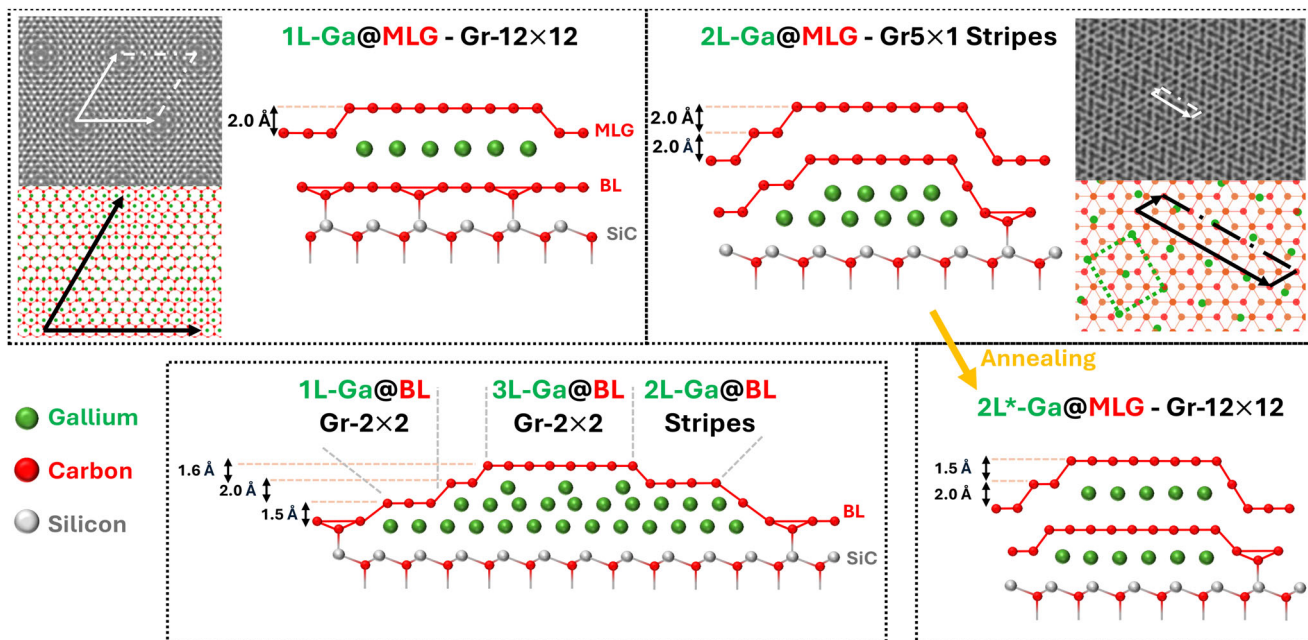 1L-Ga@MLG - Gr-12×12
2.0 Å
MLG
BL
SiC
2L-Ga@MLG - Gr5×1 Stripes
2.0 Å
2.0 Å
Annealing
1L-Ga@BL
Gr-2×2
3L-Ga@BL
Gr-2×2
2L-Ga@BL
Stripes
1.6 Å
2.0 Å
1.5 Å
BL
SiC
Gallium
Carbon
Silicon
2L*-Ga@MLG - Gr-12×12
1.5 Å
2.0 Å